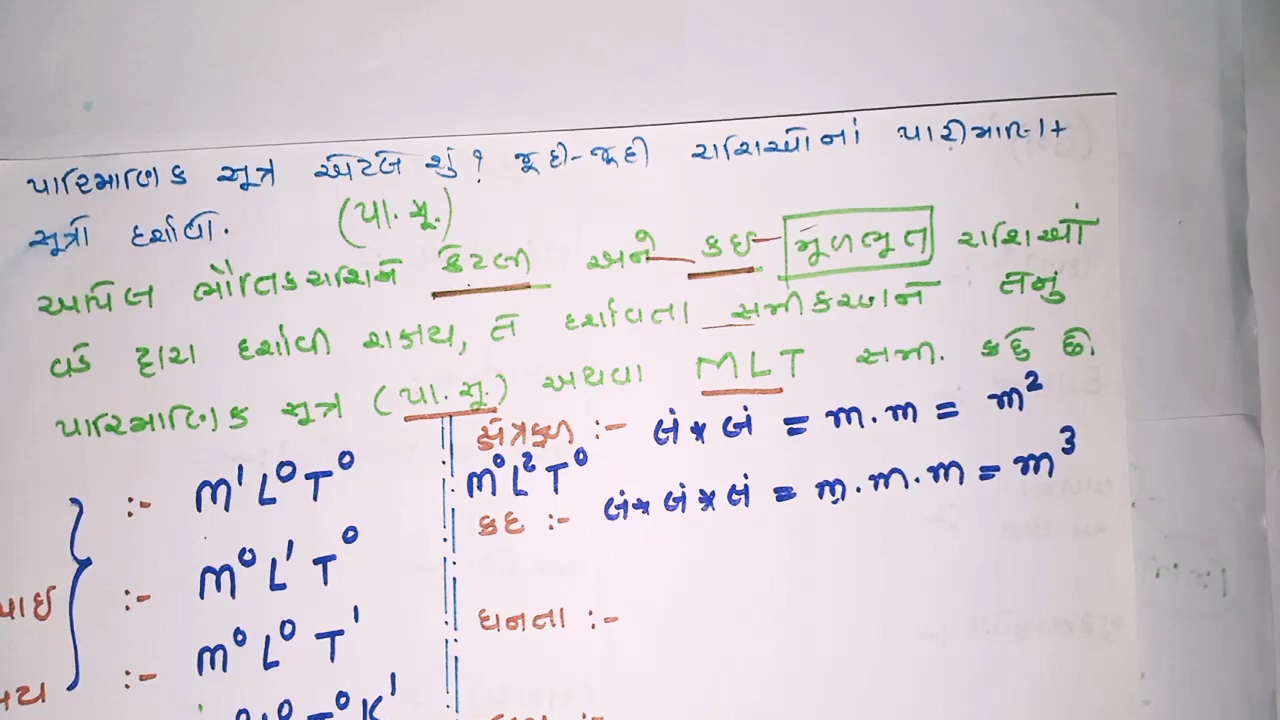 પારિમાણિક સૂત્ર એટલે શું? જૂદી-જૂદી રાશિઓનાં
સૂત્રો દર્શાવો. (પા.સૂ.)
આપેલ ભૌતિકરાશિને કેટલી અને કઇ મૂળભૂત રાશિઓ
વડે દ્વારા દર્શાવી શકાય, તે દર્શાવતા સમીકરણને તેનું
પારિમાણિક સૂત્ર (પા.સૂ.) અથવા MLT સમી. કહે છે.
:- M¹L⁰T⁰
:- M⁰L¹T⁰
:- M⁰L⁰T¹
ક્ષેત્રફળ :- લં * લં = m.m = m²
M⁰L²T⁰
કદ :- લં * લં * લં = m.m.m = m³
ઘનતા :-